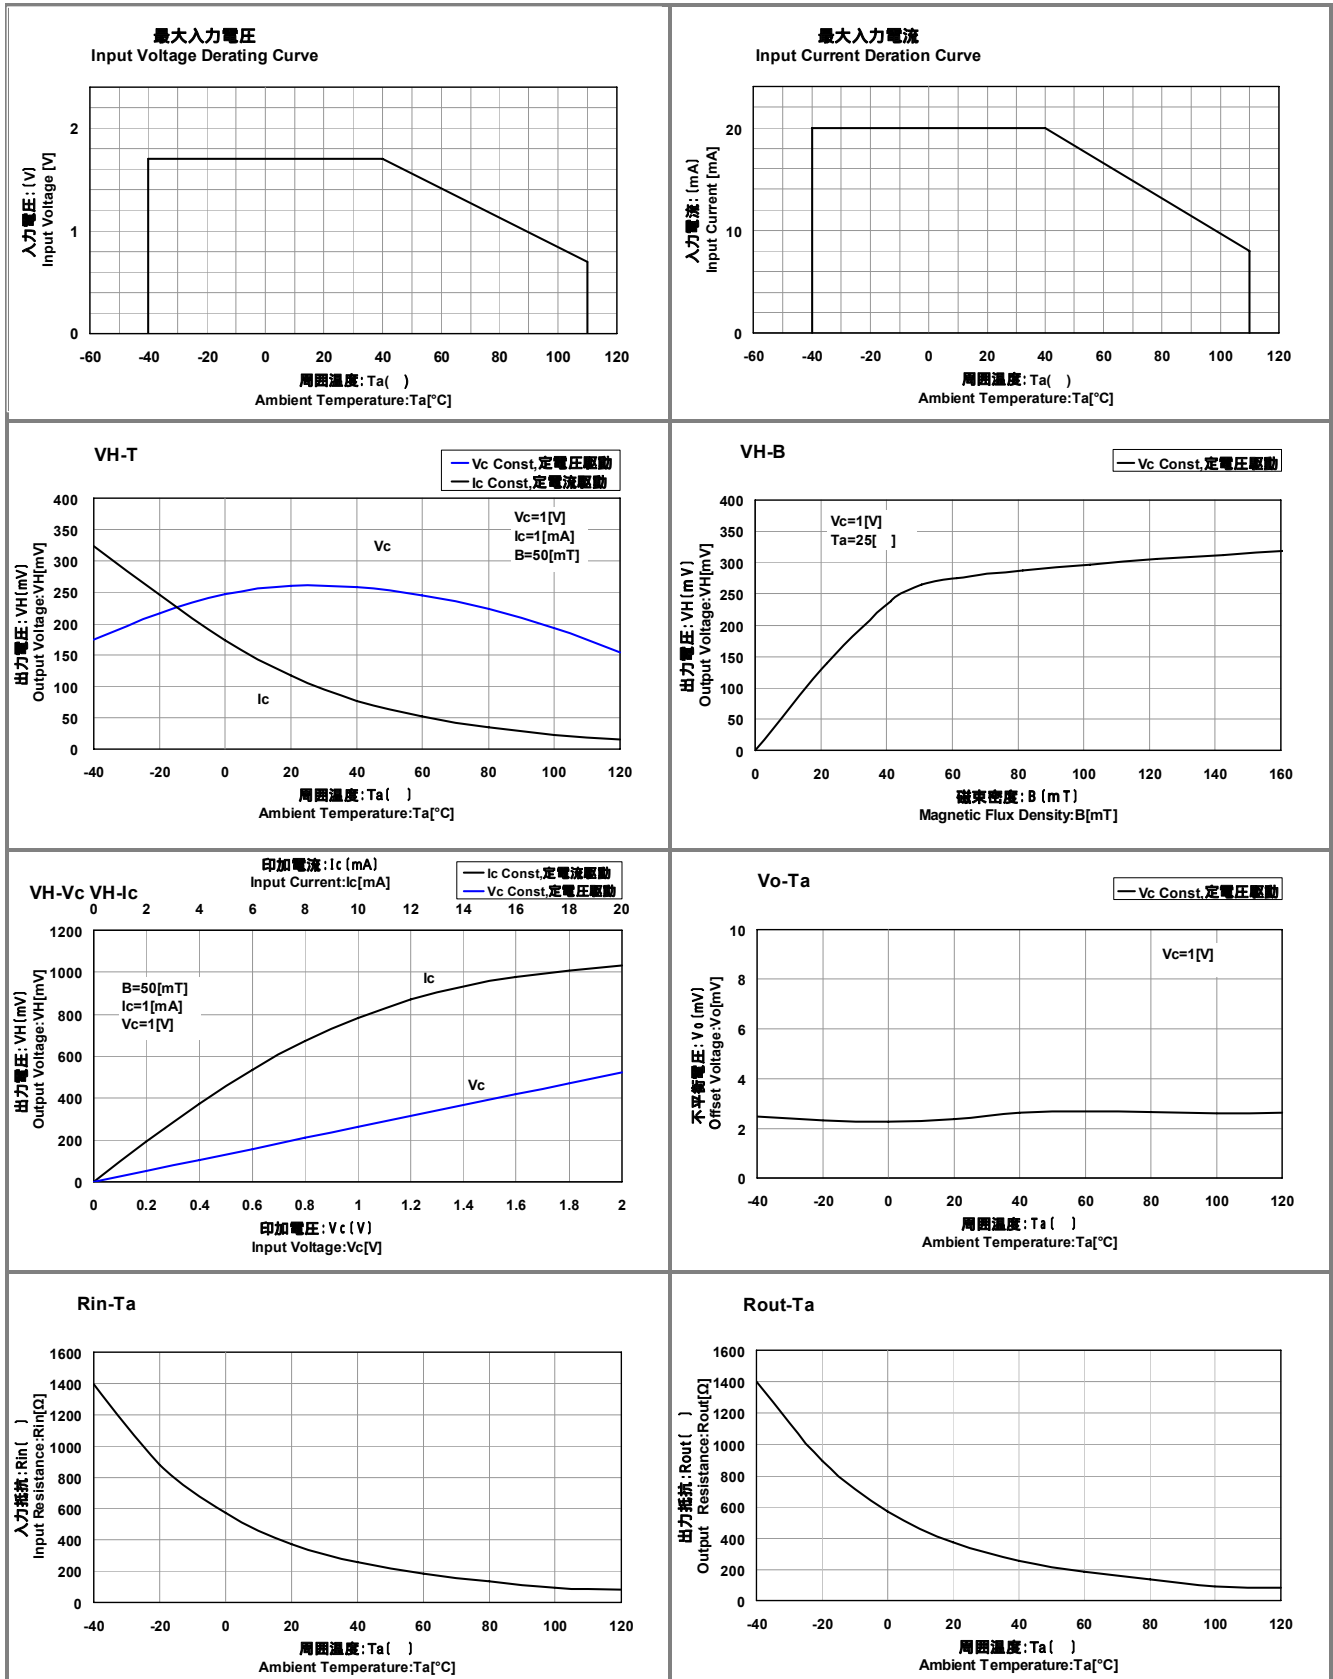 最大入力電圧
Input Voltage Derating Curve
入力電圧:(V)
Input Voltage [V]
2
1
0
-60 -40 -20 0 20 40 60 80 100 120
周囲温度:Ta( )
Ambient Temperature:Ta[°C]
最大入力電流
Input Current Deration Curve
入力電流:(mA)
Input Current [mA]
20
10
0
-60 -40 -20 0 20 40 60 80 100 120
周囲温度:Ta( )
Ambient Temperature:Ta[°C]
VH-T
Vc Const,定電圧駆動
Ic Const,定電流駆動
出力電圧:VH(mV)
Output Voltage:VH[mV]
400
350
300
250
200
150
100
50
0
Vc=1[V]
Ic=1[mA]
B=50[mT]
Vc
Ic
-40 -20 0 20 40 60 80 100 120
周囲温度:Ta( )
Ambient Temperature:Ta[°C]
VH-B
Vc Const,定電圧駆動
出力電圧:VH(mV)
Output Voltage:VH[mV]
400
350
300
250
200
150
100
50
0
Vc=1[V]
Ta=25[ ]
0 20 40 60 80 100 120 140 160
磁束密度:B(mT)
Magnetic Flux Density:B[mT]
VH-Vc VH-Ic
印加電流:Ic(mA)
Input Current:Ic[mA]
Ic Const,定電流駆動
Vc Const,定電圧駆動
0 2 4 6 8 10 12 14 16 18 20
出力電圧:VH(mV)
Output Voltage:VH[mV]
1200
1000
800
600
400
200
0
B=50[mT]
Ic=1[mA]
Vc=1[V]
Ic
Vc
0 0.2 0.4 0.6 0.8 1 1.2 1.4 1.6 1.8 2
印加電圧:Vc(V)
Input Voltage:Vc[V]
Vo-Ta
Vc Const,定電圧駆動
不平衡電圧:Vo(mV)
Offset Voltage:Vo[mV]
10
8
6
4
2
0
Vc=1[V]
-40 -20 0 20 40 60 80 100 120
周囲温度:Ta( )
Ambient Temperature:Ta[°C]
Rin-Ta
入力抵抗:Rin( )
Input Resistance:Rin[Ω]
1600
1400
1200
1000
800
600
400
200
0
-40 -20 0 20 40 60 80 100 120
周囲温度:Ta( )
Ambient Temperature:Ta[°C]
Rout-Ta
出力抵抗:Rout( )
Output Resistance:Rout[Ω]
1600
1400
1200
1000
800
600
400
200
0
-40 -20 0 20 40 60 80 100 120
周囲温度:Ta( )
Ambient Temperature:Ta[°C]